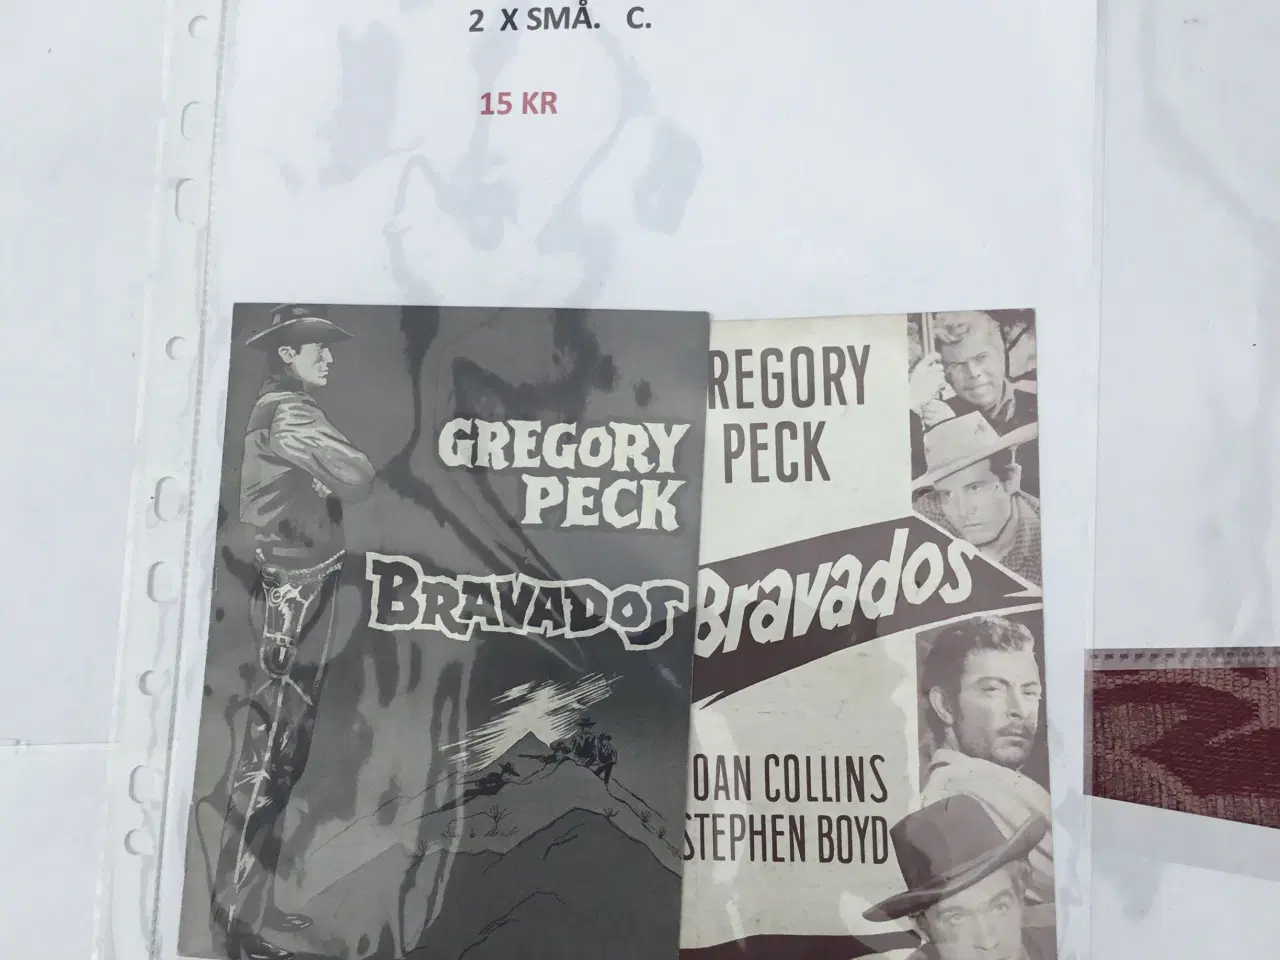 2 X SMÅ. C.
15 KR
GREGORY
PECK
BRAVADOS
REGORY
PECK
Bravados
OAN COLLINS
STEPHEN BOYD